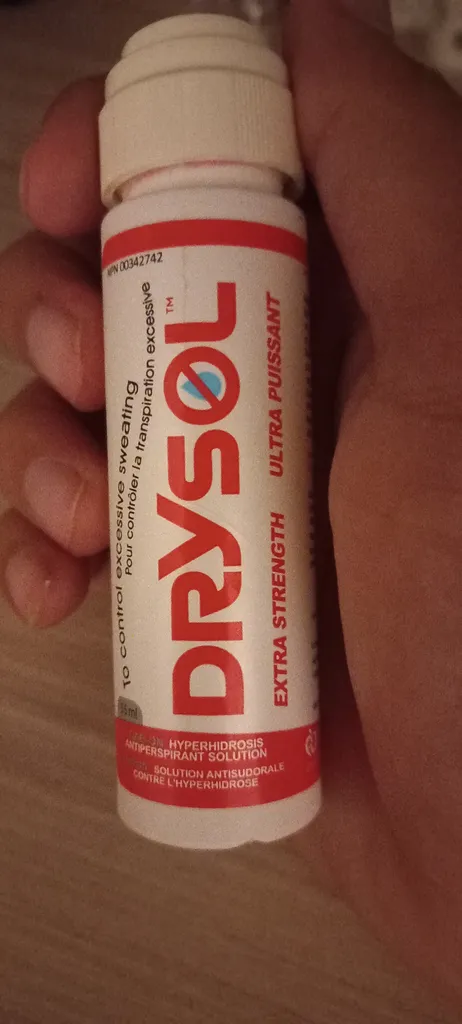 NPN 00342742
To control excessive sweating
Pour contrôler la transpiration excessive
DRYSOL™
EXTRA STRENGTH ULTRA PUISSANT
HYPERHIDROSIS
ANTIPERSPIRANT SOLUTION
SOLUTION ANTISUDORALE
CONTRE L'HYPERHIDROSE